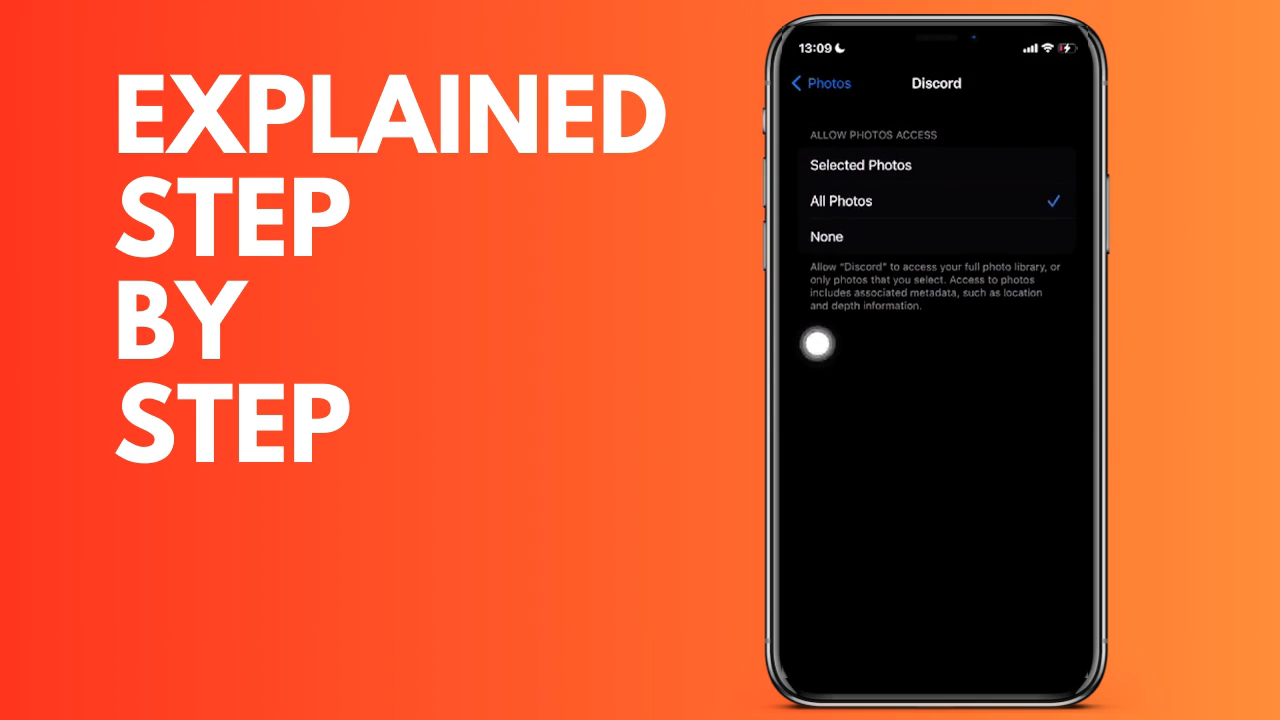 EXPLAINED
STEP
BY
STEP
13:09
Photos
Discord
ALLOW PHOTOS ACCESS
Selected Photos
All Photos
None
Allow “Discord” to access your full photo library, or
only photos that you select. Access to photos
includes associated metadata, such as location
and depth information.